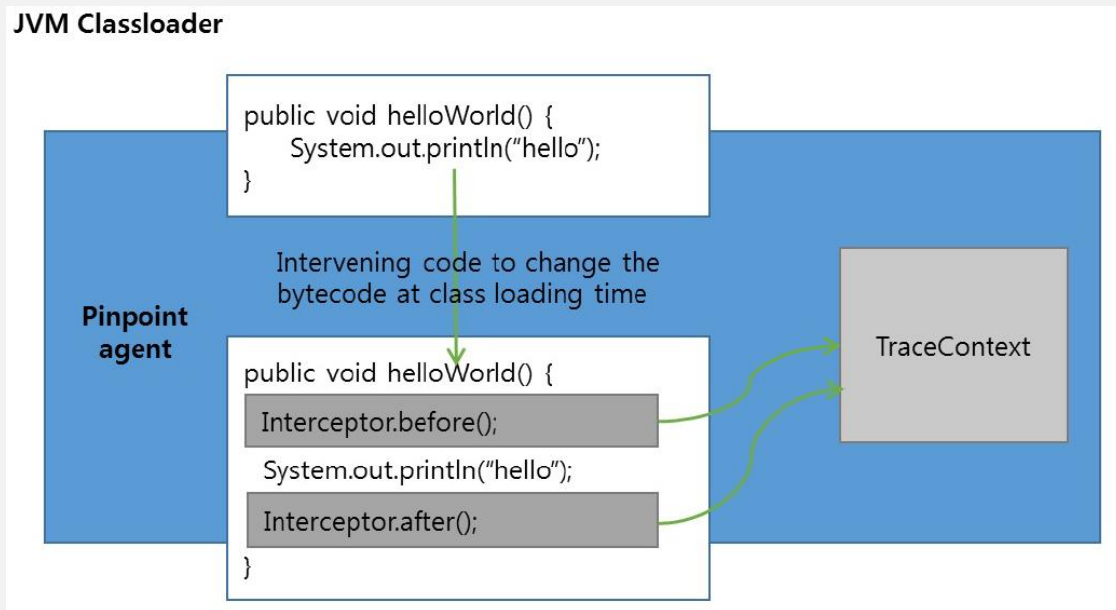 JVM Classloader
public void helloWorld() {
System.out.println("hello");
}
Intervening code to change the
bytecode at class loading time
Pinpoint
agent
public void helloWorld() {
Interceptor.before();
System.out.println("hello");
Interceptor.after();
}
TraceContext